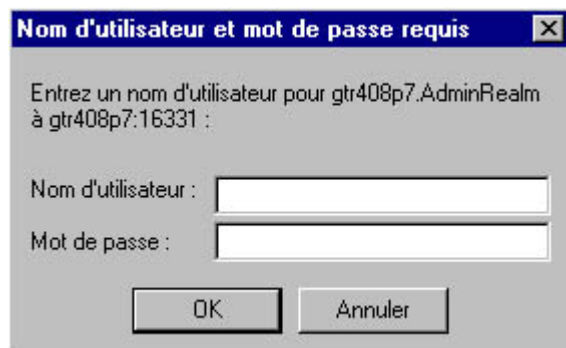 Nom d'utilisateur et mot de passe requis
Entrez un nom d'utilisateur pour gtr408p7.AdminRealm
à gtr408p7:16331 :
Nom d'utilisateur :
Mot de passe :
OK Annuler